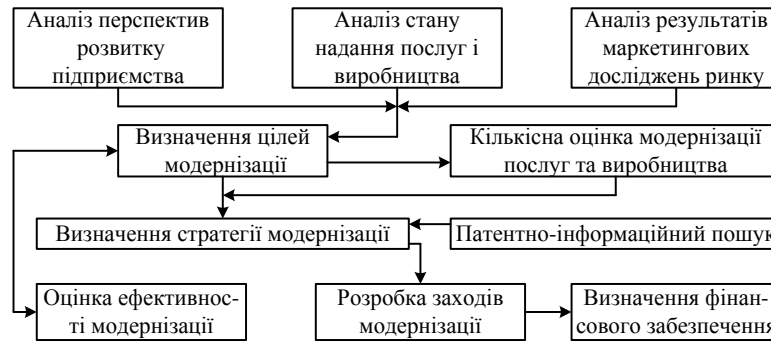 Аналіз перспектив
розвитку
підприємства
Аналіз стану
надання послуг і
виробництва
Аналіз результатів
маркетингових
досліджень ринку
Визначення цілей
модернізації
Кількісна оцінка модернізації
послуг та виробництва
Визначення стратегії модернізації
Патентно-інформаційний пошук
Оцінка ефективнос-
ті модернізації
Розробка заходів
модернізації
Визначення фінан-
сового забезпечення